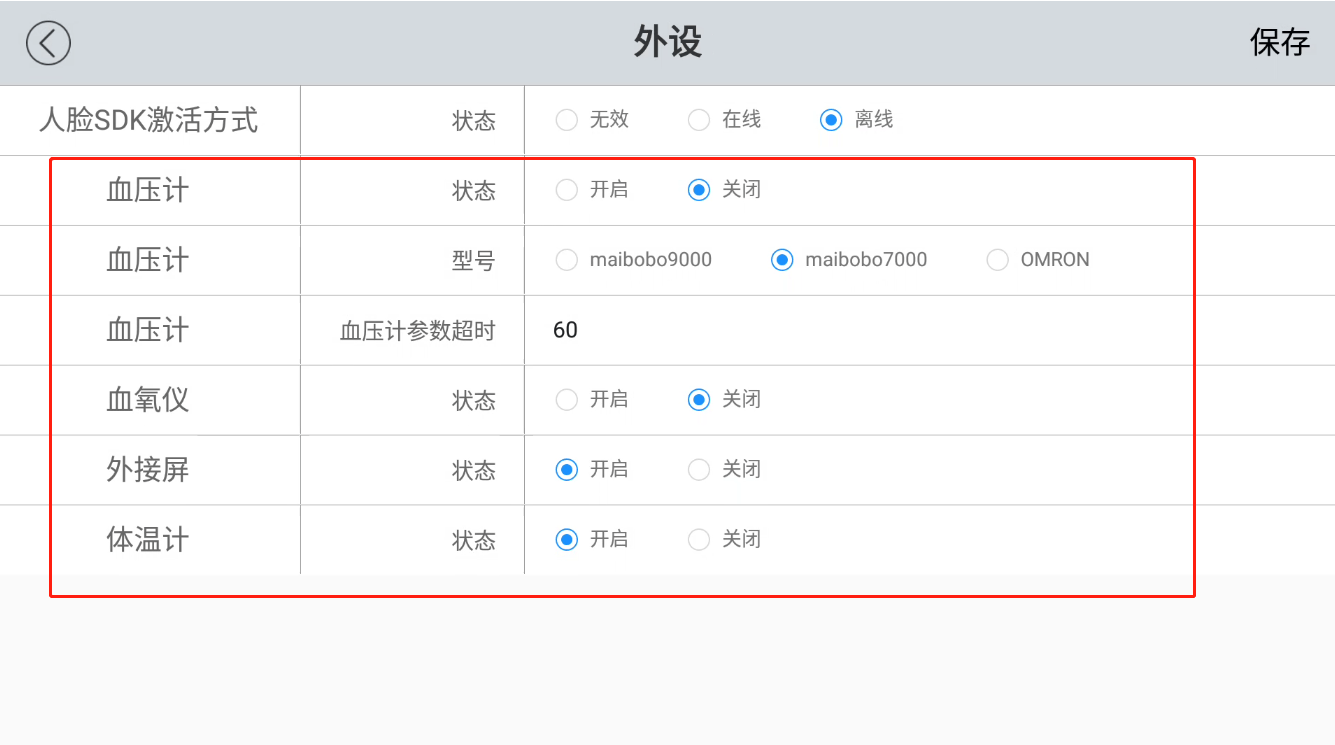 外设 保存
人脸SDK激活方式 状态 无效 在线 离线
血压计 状态 开启 关闭
血压计 型号 maibobo9000 maibobo7000 OMRON
血压计 血压计参数超时 60
血氧仪 状态 开启 关闭
外接屏 状态 开启 关闭
体温计 状态 开启 关闭